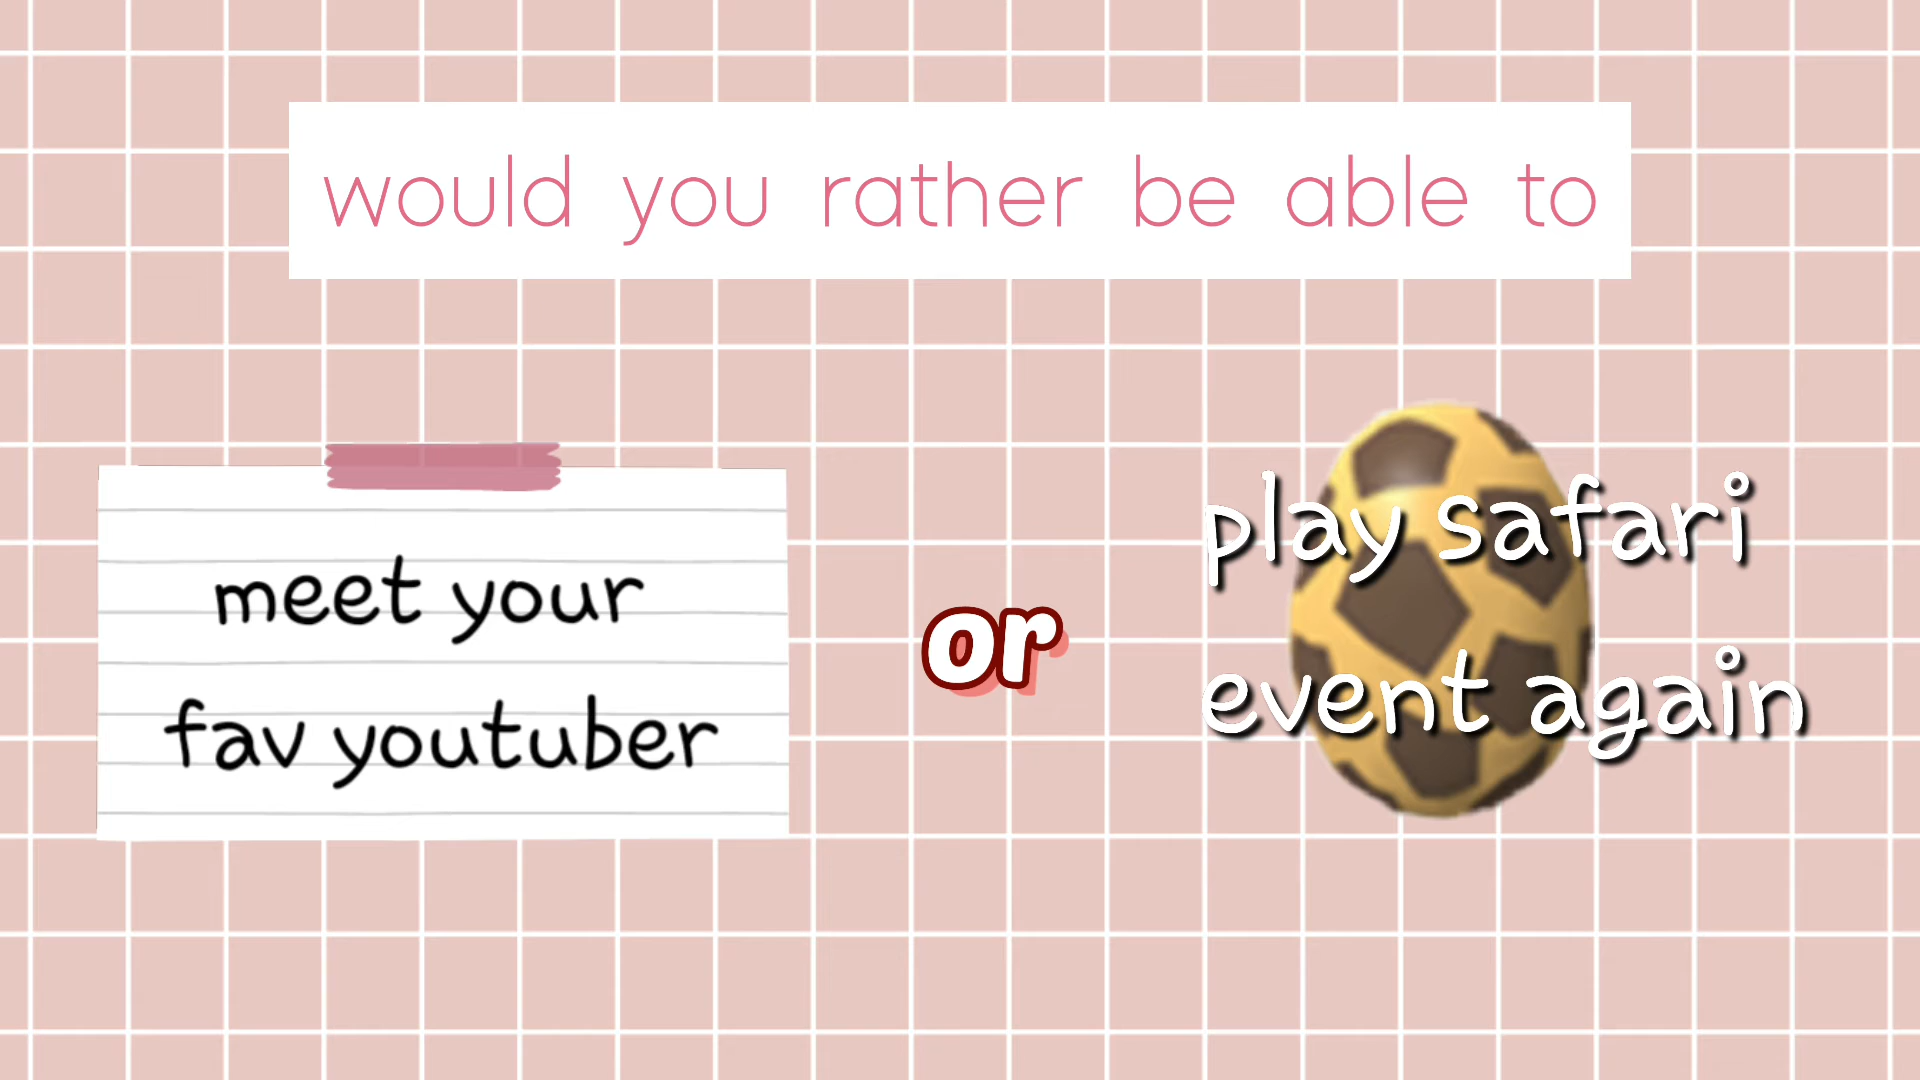 would you rather be able to
meet your
fav youtuber
or
play safari
event again